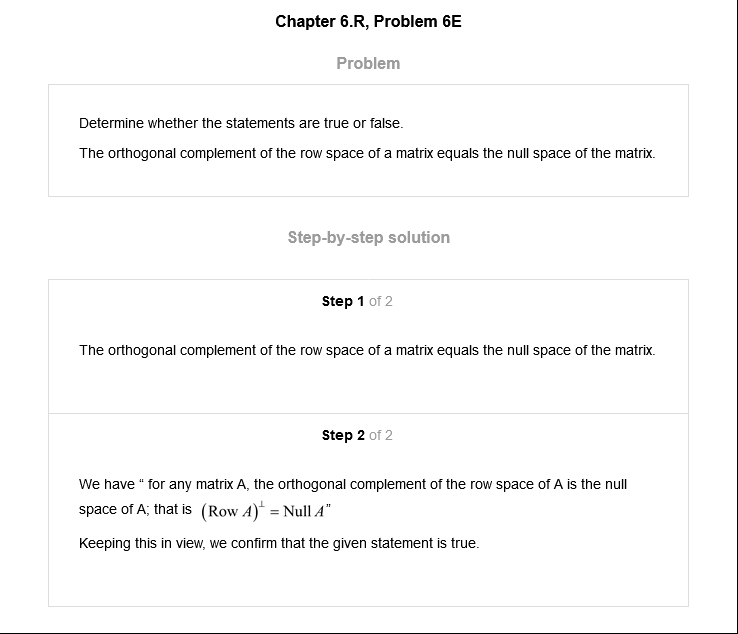 Chapter 6.R, Problem 6E
Problem
Determine whether the statements are true or false.
The orthogonal complement of the row space of a matrix equals the null space of the matrix.
Step-by-step solution
Step 1 of 2
The orthogonal complement of the row space of a matrix equals the null space of the matrix.
Step 2 of 2
We have “ for any matrix A, the orthogonal complement of the row space of A is the null
space of A; that is (Row A)⊥ = Null A”
Keeping this in view, we confirm that the given statement is true.